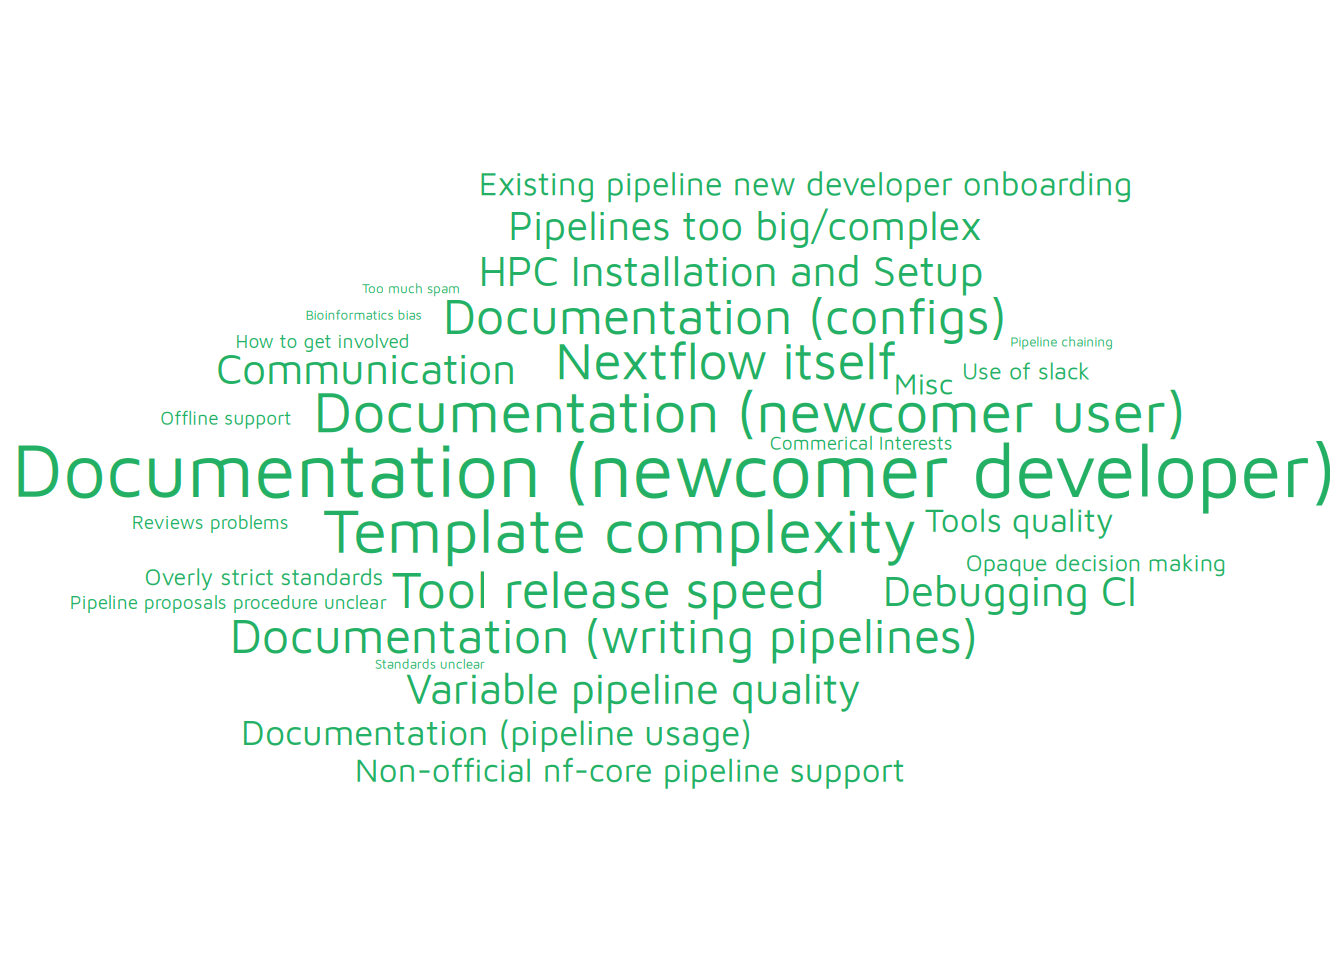 Existing pipeline new developer onboarding
Pipelines too big/complex
HPC Installation and Setup
Too much spam
Documentation (configs)
Bioinformatics bias
How to get involved
Pipeline chaining
Nextflow itself
Communication
Use of slack
Misc
Documentation (newcomer user)
Offline support
Commerical Interests
Documentation (newcomer developer)
Reviews problems
Template complexity
Tools quality
Opaque decision making
Overly strict standards
Tool release speed
Debugging CI
Pipeline proposals procedure unclear
Documentation (writing pipelines)
Standards unclear
Variable pipeline quality
Documentation (pipeline usage)
Non-official nf-core pipeline support